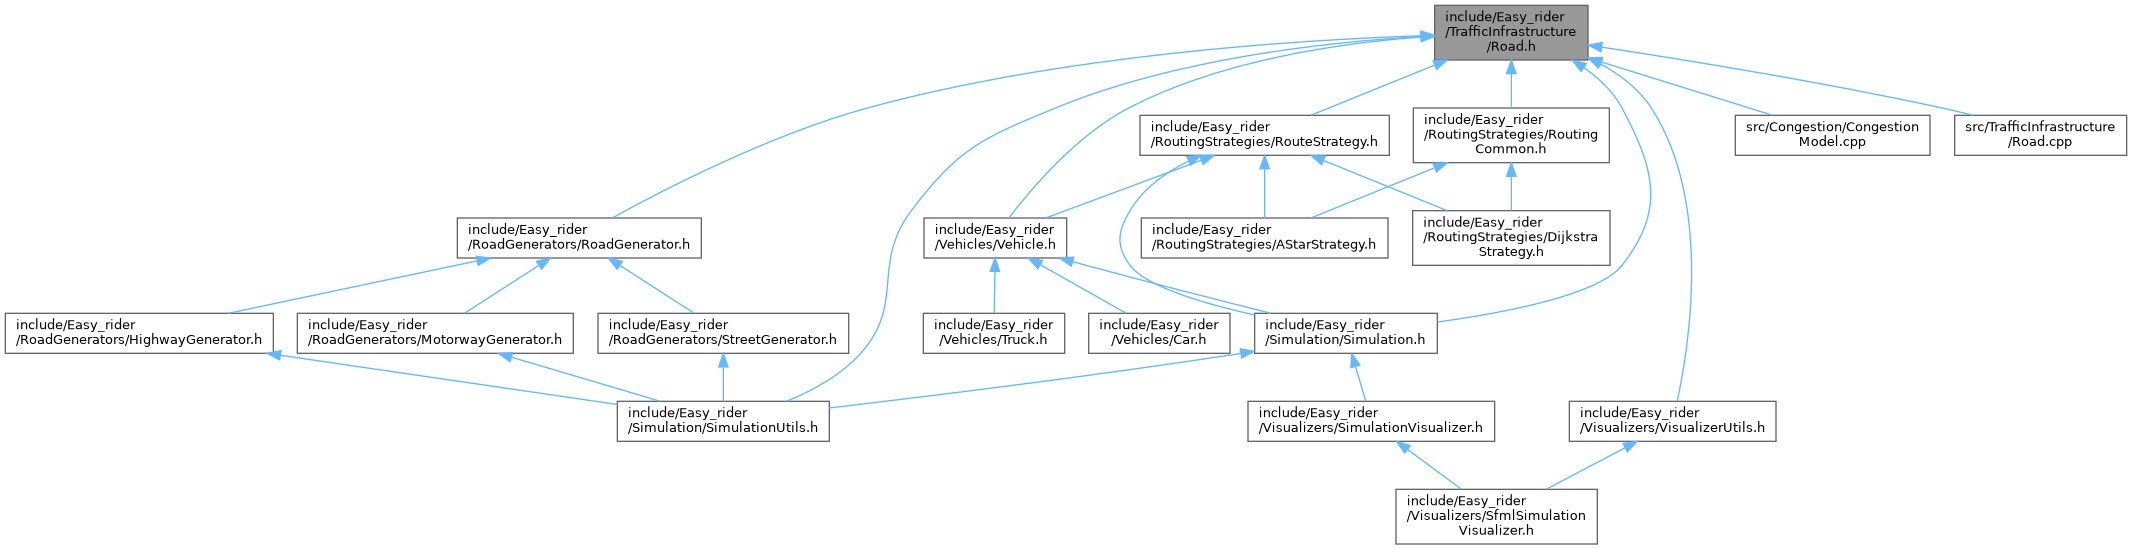 include/Easy_rider
/TrafficInfrastructure
/Road.h
include/Easy_rider
/RoutingStrategies/RouteStrategy.h
include/Easy_rider
/RoutingStrategies/Routing
Common.h
src/Congestion/Congestion
Model.cpp
src/TrafficInfrastructure
/Road.cpp
include/Easy_rider
/RoadGenerators/RoadGenerator.h
include/Easy_rider
/Vehicles/Vehicle.h
include/Easy_rider
/RoutingStrategies/AStarStrategy.h
include/Easy_rider
/RoutingStrategies/Dijkstra
Strategy.h
include/Easy_rider
/RoadGenerators/HighwayGenerator.h
include/Easy_rider
/RoadGenerators/MotorwayGenerator.h
include/Easy_rider
/RoadGenerators/StreetGenerator.h
include/Easy_rider
/Vehicles/Truck.h
include/Easy_rider
/Vehicles/Car.h
include/Easy_rider
/Simulation/Simulation.h
include/Easy_rider
/Simulation/SimulationUtils.h
include/Easy_rider
/Visualizers/SimulationVisualizer.h
include/Easy_rider
/Visualizers/VisualizerUtils.h
include/Easy_rider
/Visualizers/SfmlSimulation
Visualizer.h